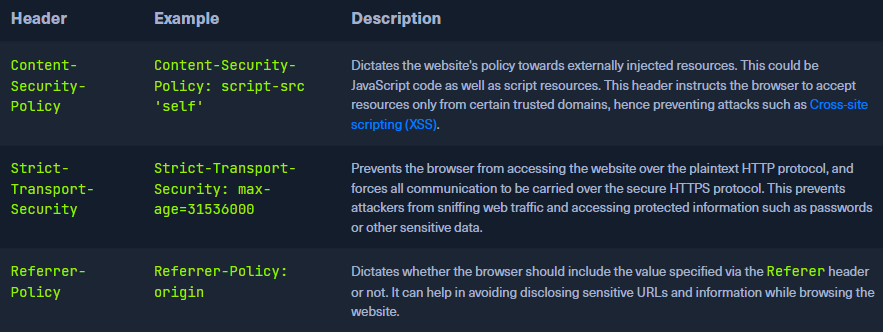 Header Example Description
Content-Security-Policy Content-Security-Policy: script-src 'self' Dictates the website's policy towards externally injected resources. This could be
JavaScript code as well as script resources. This header instructs the browser to accept
resources only from certain trusted domains, hence preventing attacks such as Cross-site
scripting (XSS).
Strict-Transport-Security Strict-Transport-Security: max-age=31536000 Prevents the browser from accessing the website over the plaintext HTTP protocol, and
forces all communication to be carried over the secure HTTPS protocol. This prevents
attackers from sniffing web traffic and accessing protected information such as passwords
or other sensitive data.
Referrer-Policy Referrer-Policy: origin Dictates whether the browser should include the value specified via the Referer header
or not. It can help in avoiding disclosing sensitive URLs and information while browsing the
website.